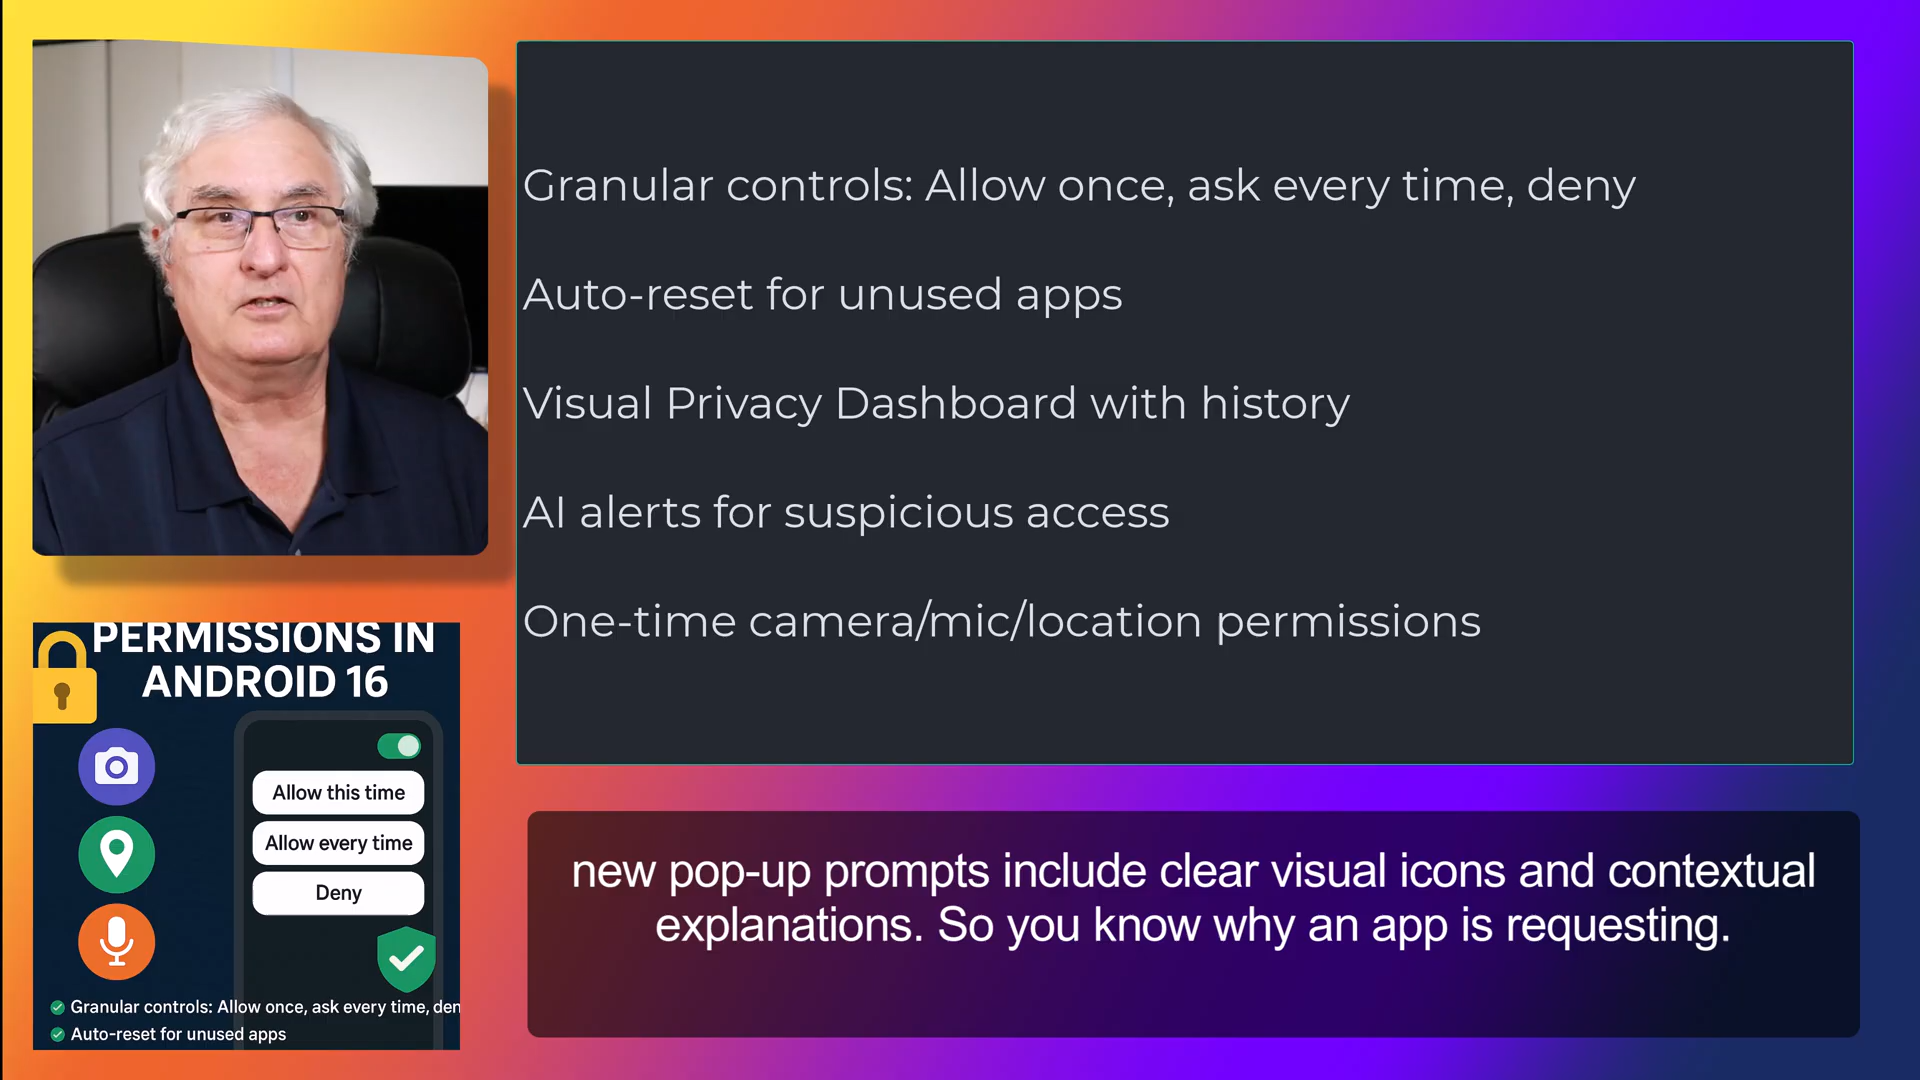 Granular controls: Allow once, ask every time, deny
Auto-reset for unused apps
Visual Privacy Dashboard with history
AI alerts for suspicious access
One-time camera/mic/location permissions
PERMISSIONS IN
ANDROID 16
Allow this time
Allow every time
Deny
Granular controls: Allow once, ask every time, den
Auto-reset for unused apps
new pop-up prompts include clear visual icons and contextual
explanations. So you know why an app is requesting.